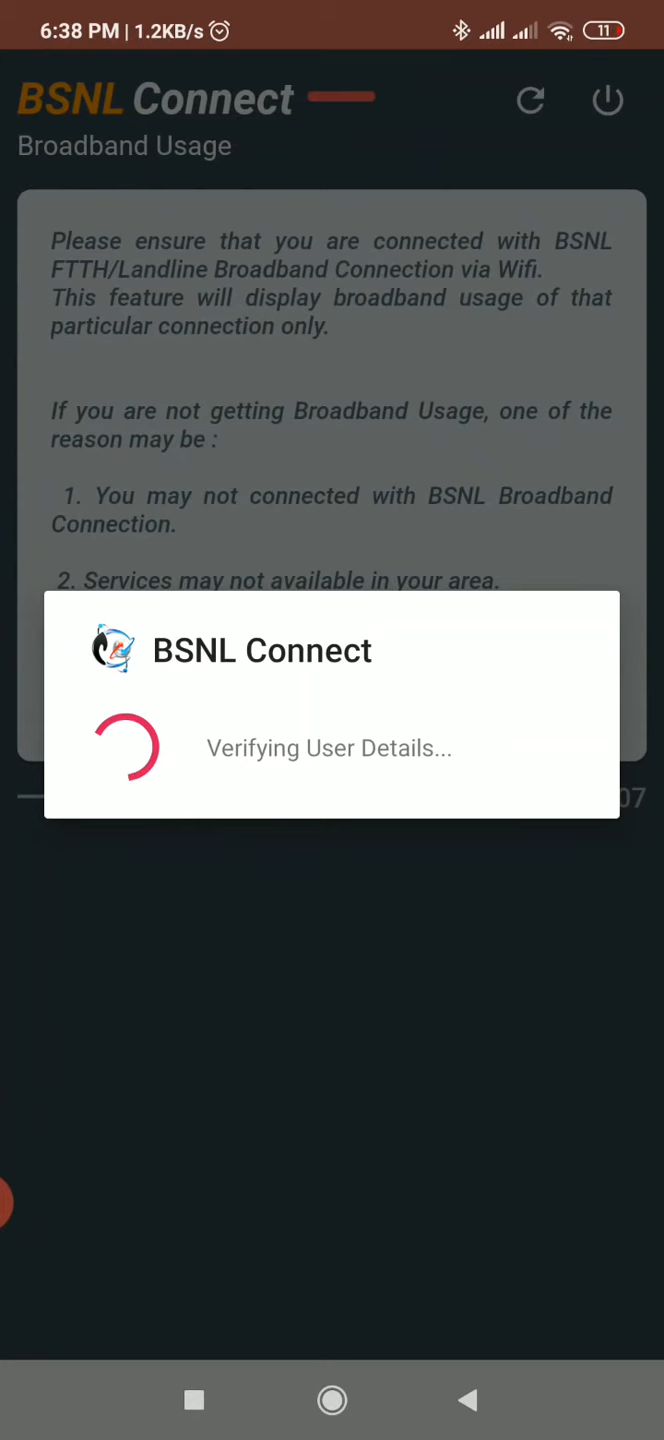 6:38 PM | 1.2KB/s
11
BSNL Connect
Broadband Usage
Please ensure that you are connected with BSNL
FTTH/Landline Broadband Connection via Wifi.
This feature will display broadband usage of that
particular connection only.
If you are not getting Broadband Usage, one of the
reason may be :
1. You may not connected with BSNL Broadband
Connection.
2. Services may not available in your area.
BSNL Connect
Verifying User Details...
07